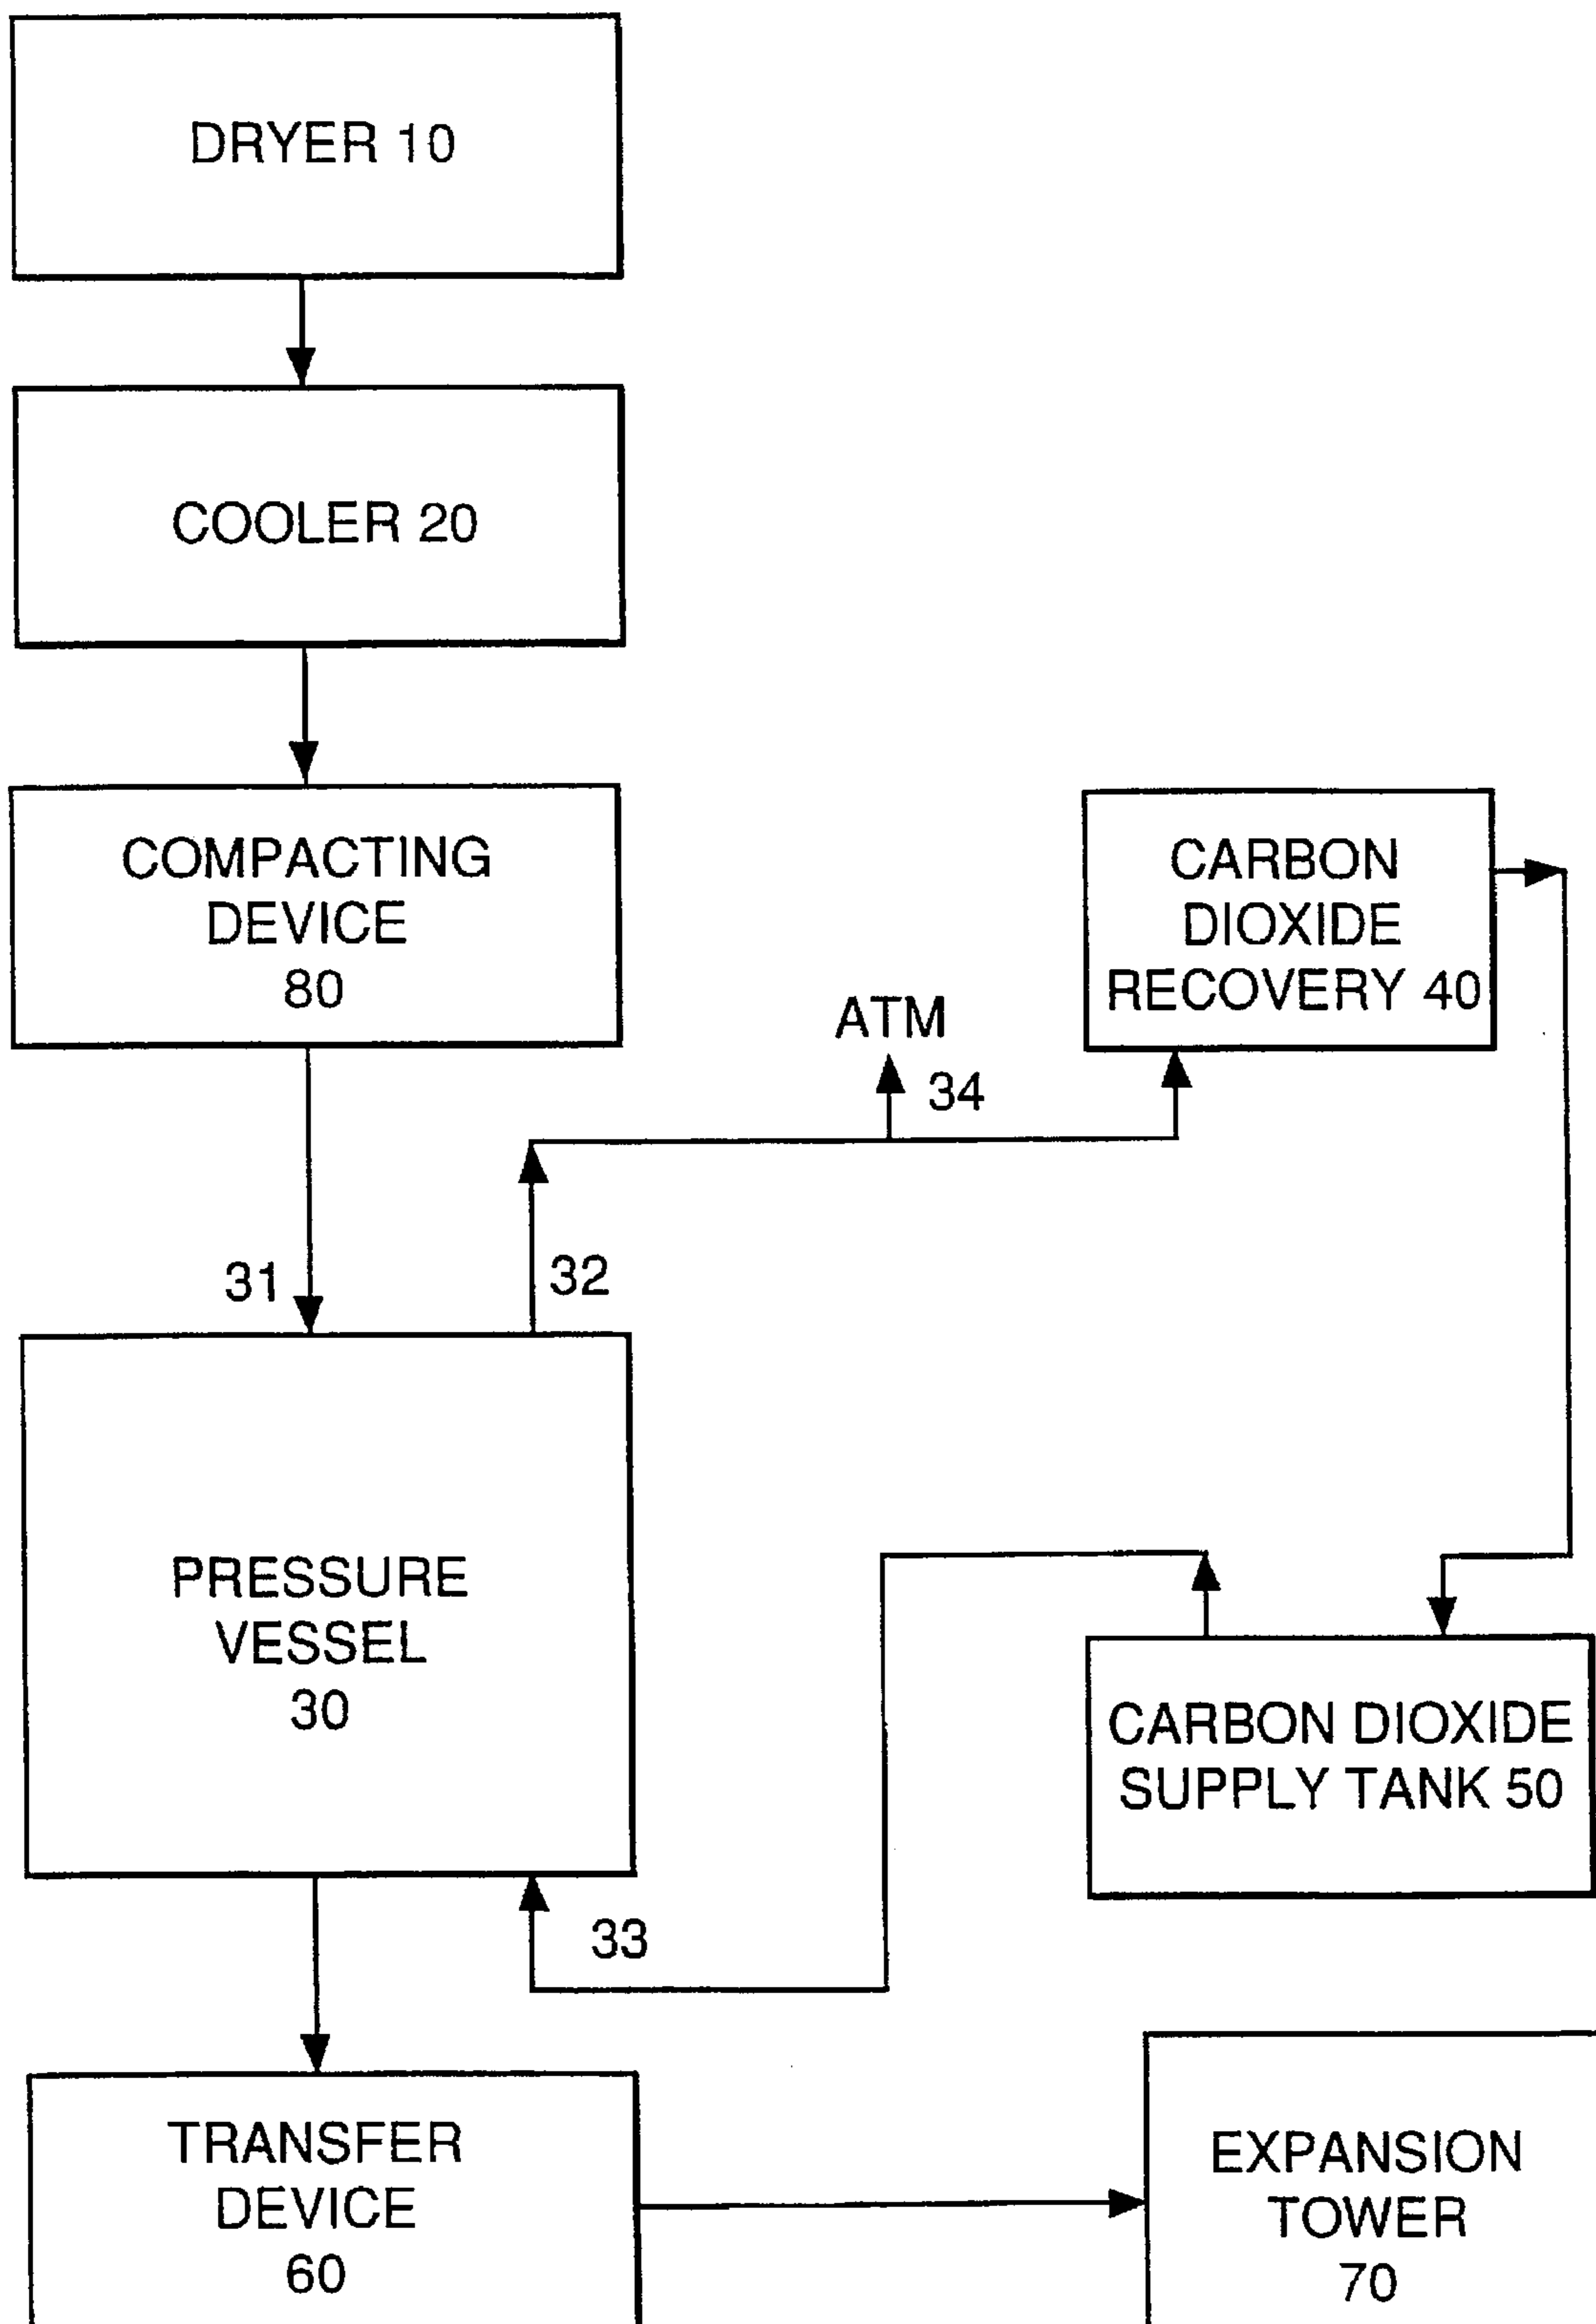 DRYER 10
COOLER 20
COMPACTING
DEVICE
80
CARBON
DIOXIDE
RECOVERY 40
ATM
34
31
32
PRESSURE
VESSEL
30
CARBON DIOXIDE
SUPPLY TANK 50
33
TRANSFER
DEVICE
60
EXPANSION
TOWER
70